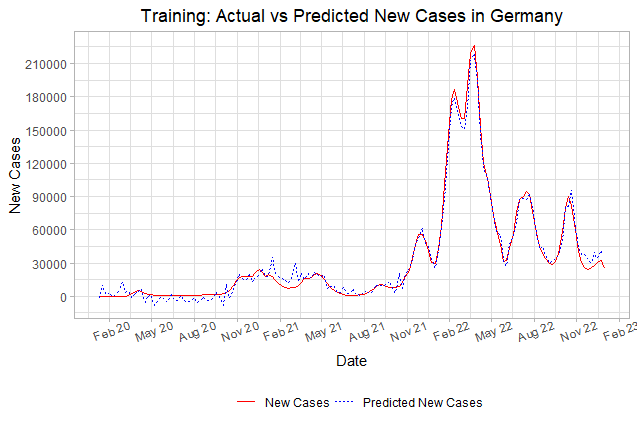 Training: Actual vs Predicted New Cases in Germany
New Cases
210000
180000
150000
120000
90000
60000
30000
0
Feb 20 May 20 Aug 20 Nov 20 Feb 21 May 21 Aug 21 Nov 21 Feb 22 May 22 Aug 22 Nov 22 Feb 23
Date
New Cases Predicted New Cases